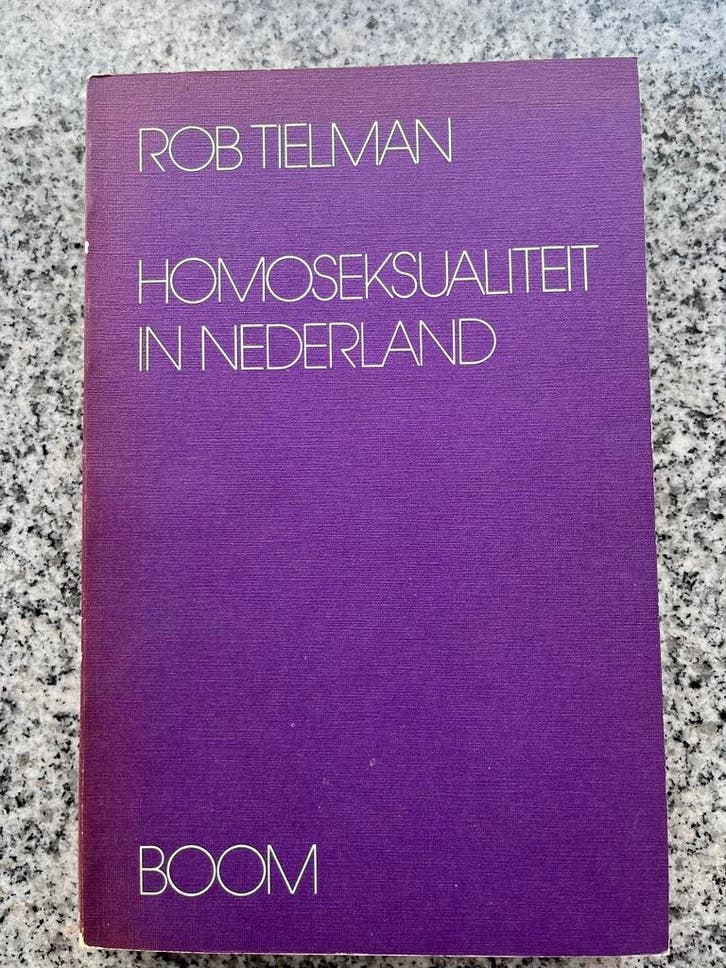 ROB TIELMAN
HOMOSEKSUALITEIT
IN NEDERLAND
BOOM